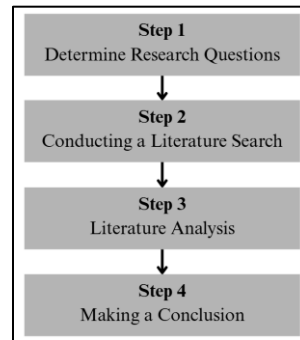 Step 1
Determine Research Questions
Step 2
Conducting a Literature Search
Step 3
Literature Analysis
Step 4
Making a Conclusion